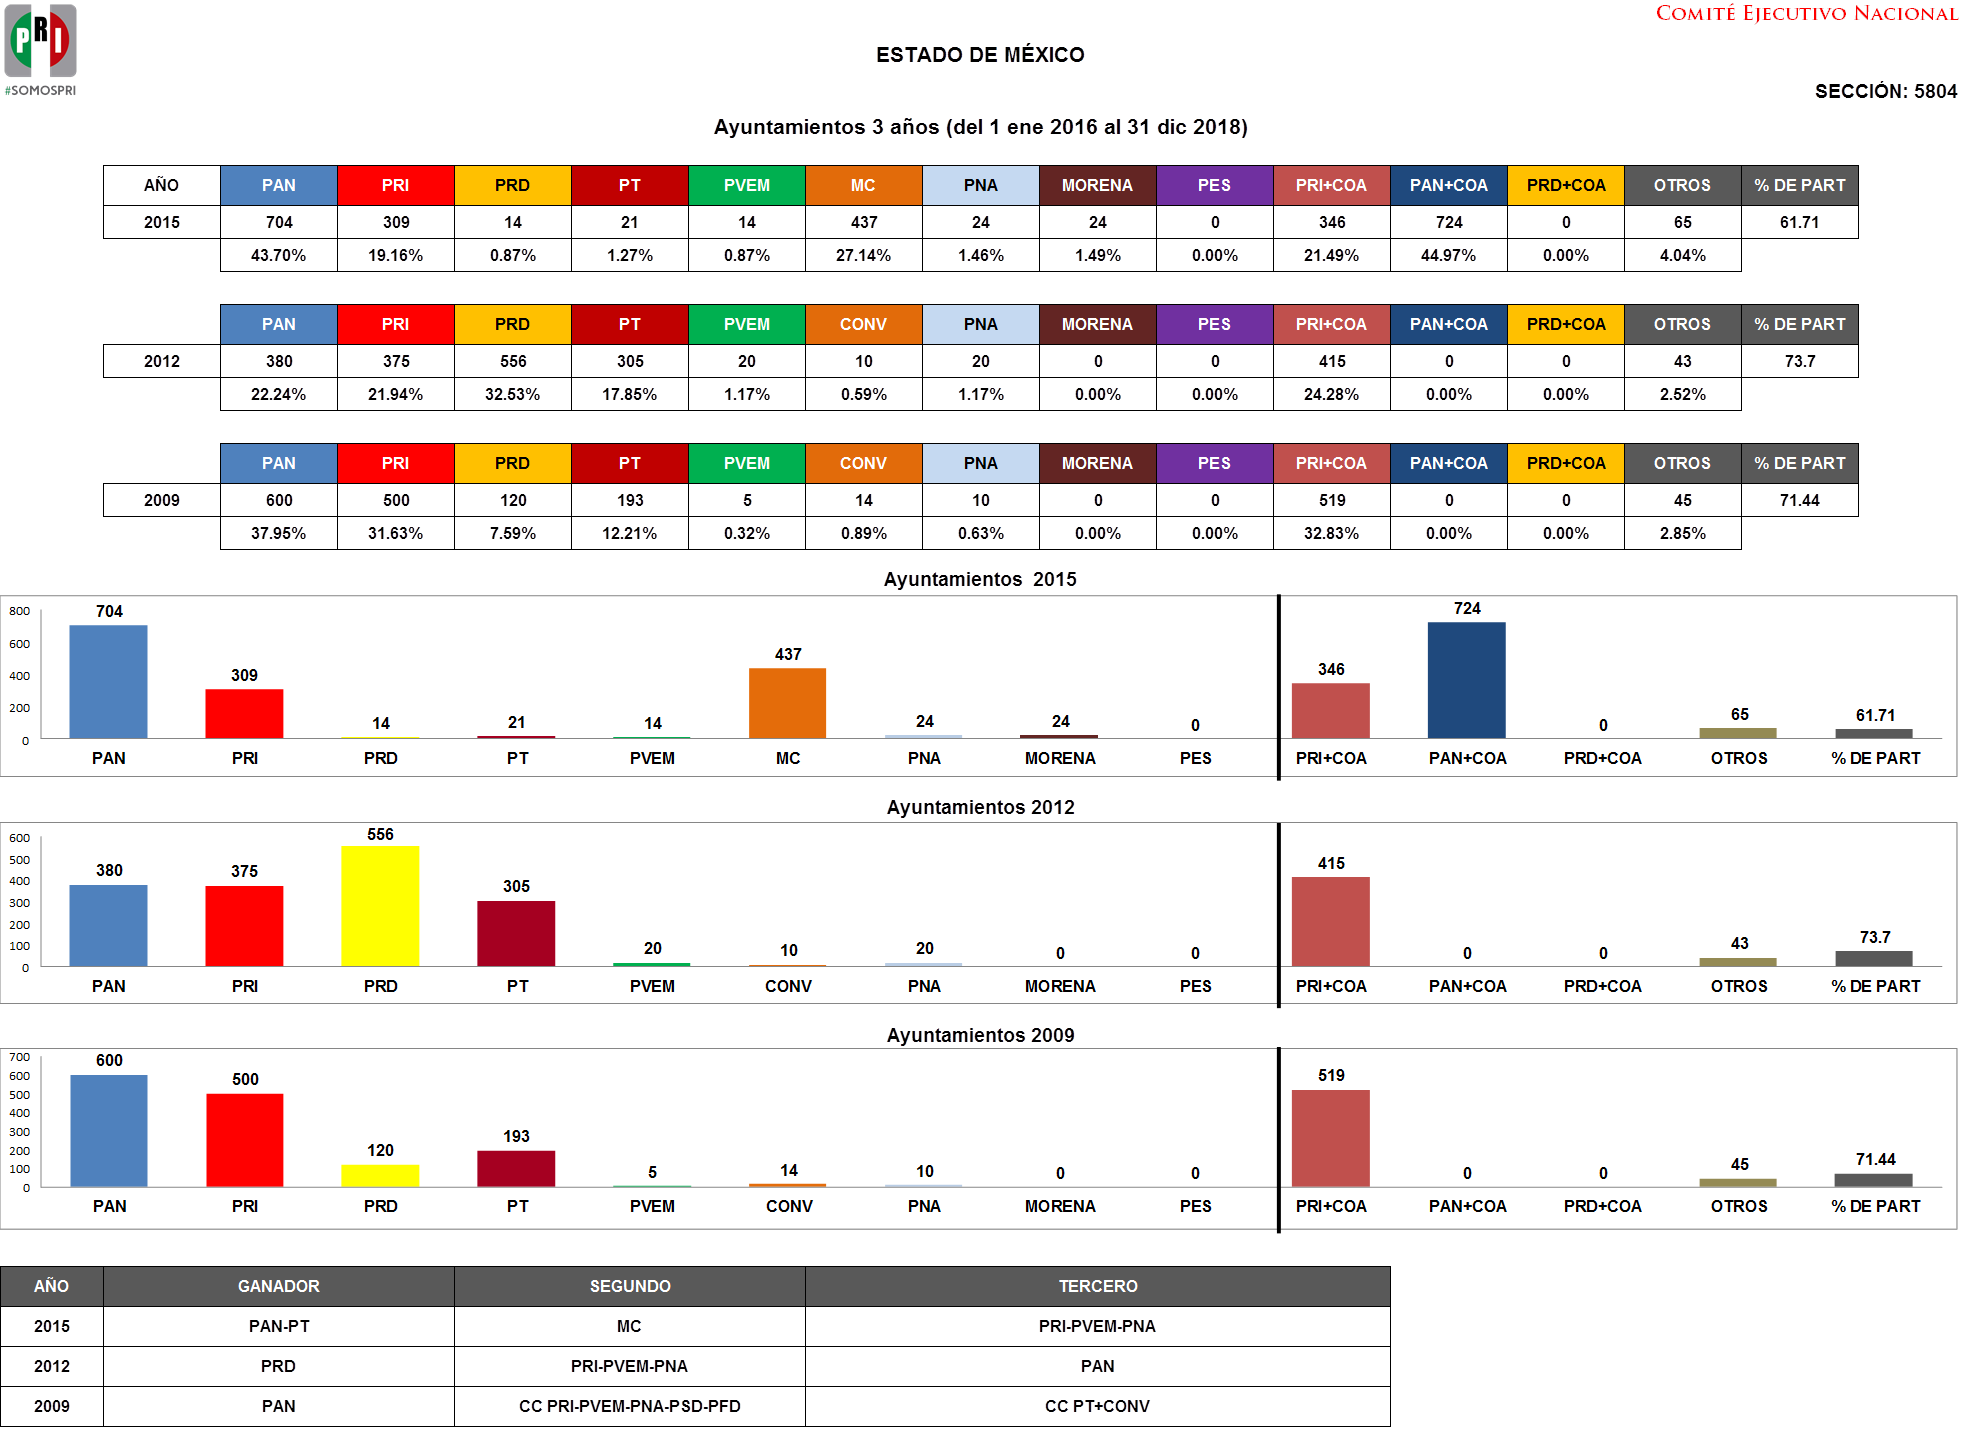 PRI
#SOMOSPRI
COMITÉ EJECUTIVO NACIONAL
ESTADO DE MÉXICO
SECCIÓN: 5804
Ayuntamientos 3 años (del 1 ene 2016 al 31 dic 2018)
AÑO PAN PRI PRD PT PVEM MC PNA MORENA PES PRI+COA PAN+COA PRD+COA OTROS % DE PART
2015 704 309 14 21 14 437 24 24 0 346 724 0 65 61.71
43.70% 19.16% 0.87% 1.27% 0.87% 27.14% 1.46% 1.49% 0.00% 21.49% 44.97% 0.00% 4.04%
PAN PRI PRD PT PVEM CONV PNA MORENA PES PRI+COA PAN+COA PRD+COA OTROS % DE PART
2012 380 375 556 305 20 10 20 0 0 415 0 0 43 73.7
22.24% 21.94% 32.53% 17.85% 1.17% 0.59% 1.17% 0.00% 0.00% 24.28% 0.00% 0.00% 2.52%
PAN PRI PRD PT PVEM CONV PNA MORENA PES PRI+COA PAN+COA PRD+COA OTROS % DE PART
2009 600 500 120 193 5 14 10 0 0 519 0 0 45 71.44
37.95% 31.63% 7.59% 12.21% 0.32% 0.89% 0.63% 0.00% 0.00% 32.83% 0.00% 0.00% 2.85%
Ayuntamientos 2015
800
600
400
200
0
704 309 14 21 14 437 24 24 0 346 724 0 65 61.71
PAN PRI PRD PT PVEM MC PNA MORENA PES PRI+COA PAN+COA PRD+COA OTROS % DE PART
Ayuntamientos 2012
600
500
400
300
200
100
0
380 375 556 305 20 10 20 0 0 415 0 0 43 73.7
PAN PRI PRD PT PVEM CONV PNA MORENA PES PRI+COA PAN+COA PRD+COA OTROS % DE PART
Ayuntamientos 2009
700
600
500
400
300
200
100
0
600 500 120 193 5 14 10 0 0 519 0 0 45 71.44
PAN PRI PRD PT PVEM CONV PNA MORENA PES PRI+COA PAN+COA PRD+COA OTROS % DE PART
AÑO GANADOR SEGUNDO TERCERO
2015 PAN-PT MC PRI-PVEM-PNA
2012 PRD PRI-PVEM-PNA PAN
2009 PAN CC PRI-PVEM-PNA-PSD-PFD CC PT+CONV